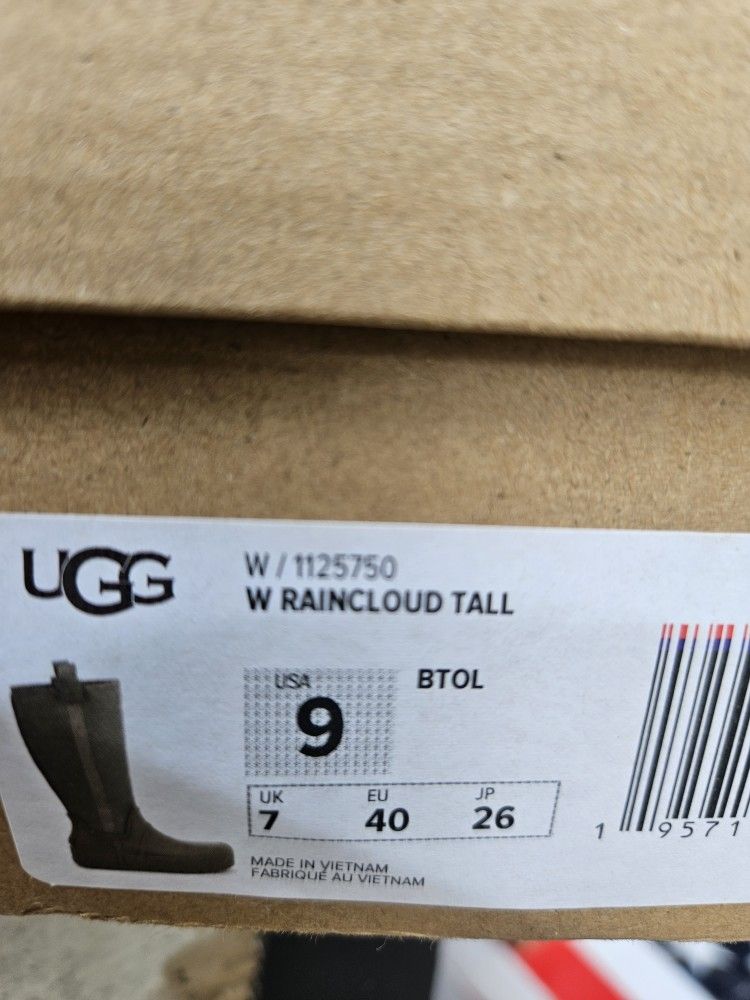 UGG
W / 1125750
W RAINCLOUD TALL
USA
9
BTOL
UK EU JP
7 40 26
MADE IN VIETNAM
FABRIQUÉ AU VIETNAM
1 9571